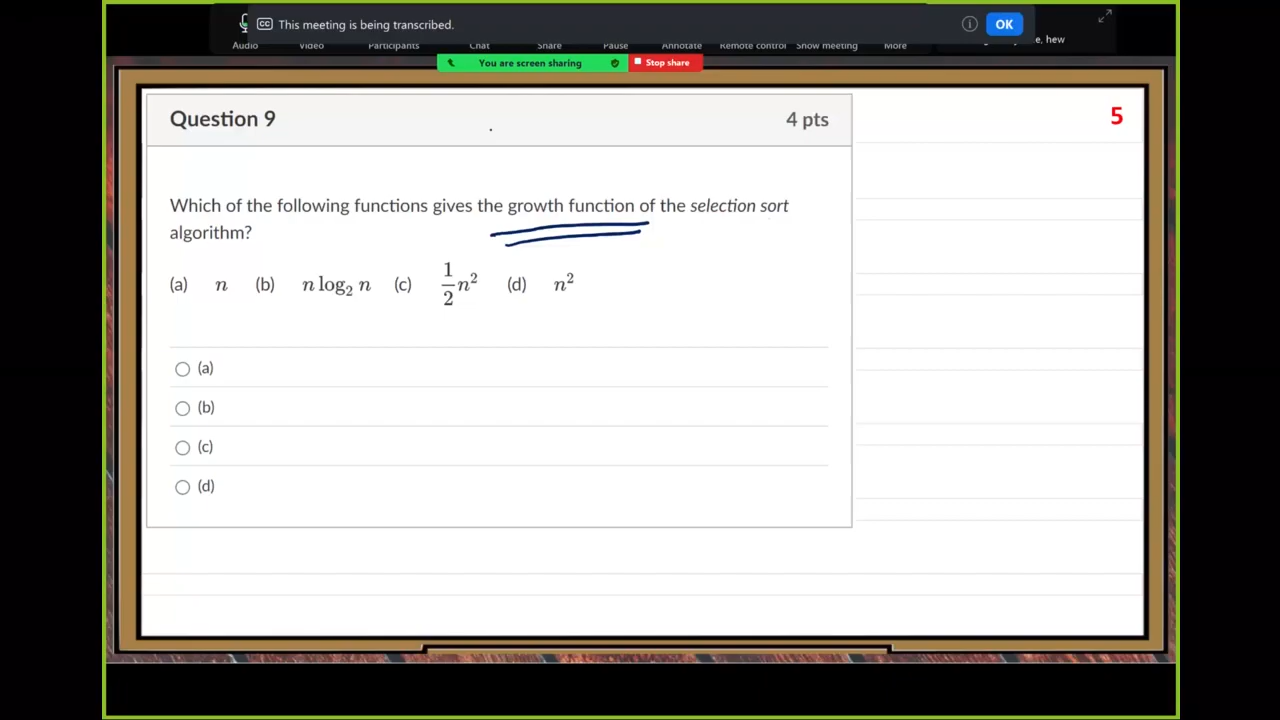 This meeting is being transcribed.
OK
Audio Video Participants Chat Share Pause Annotate Remote control Show meeting More
e, hew
You are screen sharing Stop share
Question 9 4 pts
5
Which of the following functions gives the growth function of the selection sort
algorithm?
(a) n (b) n log₂ n (c) 1/2 n² (d) n²
(a)
(b)
(c)
(d)